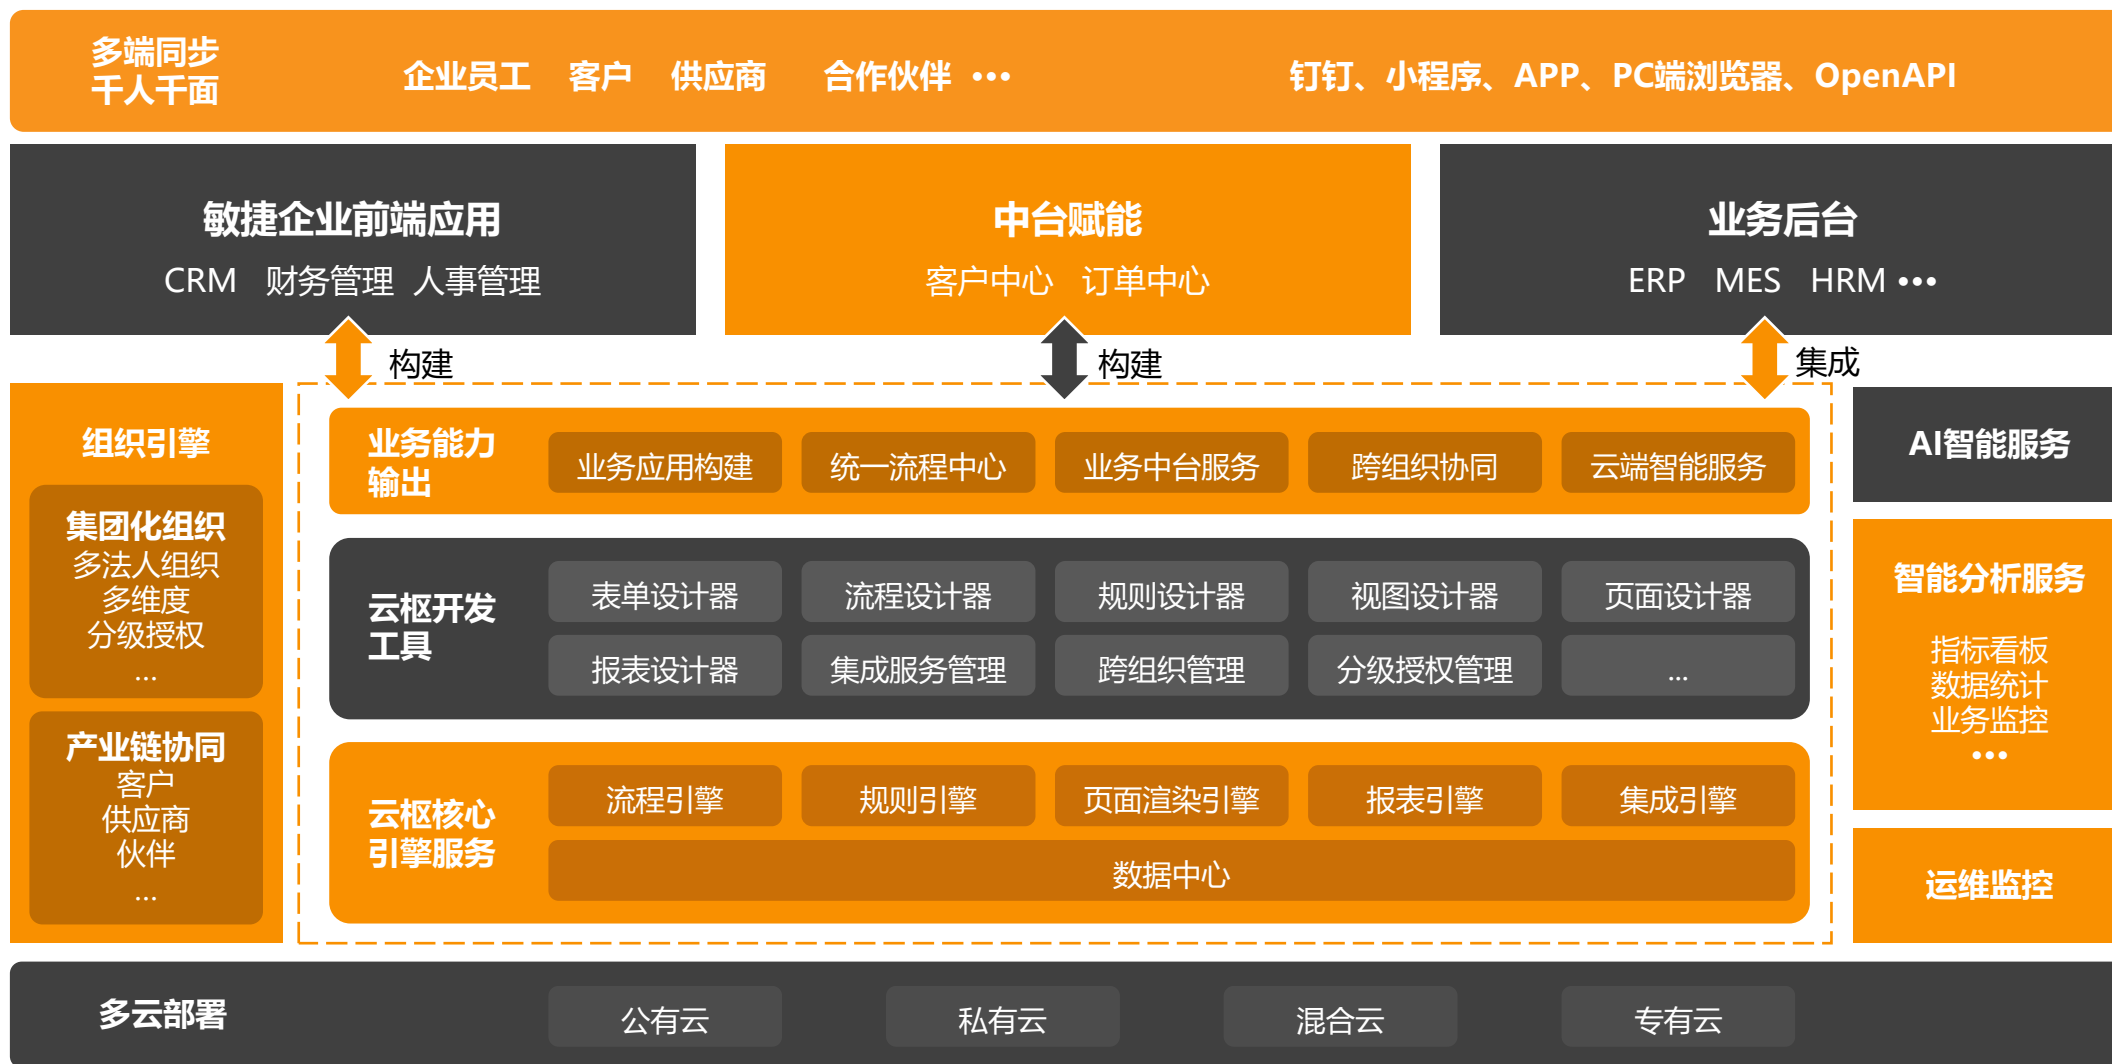 多端同步
千人千面
企业员工 客户 供应商 合作伙伴 •••
钉钉、小程序、APP、PC端浏览器、OpenAPI
敏捷企业前端应用
CRM 财务管理 人事管理
中台赋能
客户中心 订单中心
业务后台
ERP MES HRM •••
构建
构建
集成
组织引擎
集团化组织
多法人组织
多维度
分级授权
...
产业链协同
客户
供应商
伙伴
...
业务能力
输出
业务应用构建
统一流程中心
业务中台服务
跨组织协同
云端智能服务
云枢开发
工具
表单设计器
流程设计器
规则设计器
视图设计器
页面设计器
报表设计器
集成服务管理
跨组织管理
分级授权管理
...
云枢核心
引擎服务
流程引擎
规则引擎
页面渲染引擎
报表引擎
集成引擎
数据中心
AI智能服务
智能分析服务
指标看板
数据统计
业务监控
•••
运维监控
多云部署
公有云
私有云
混合云
专有云